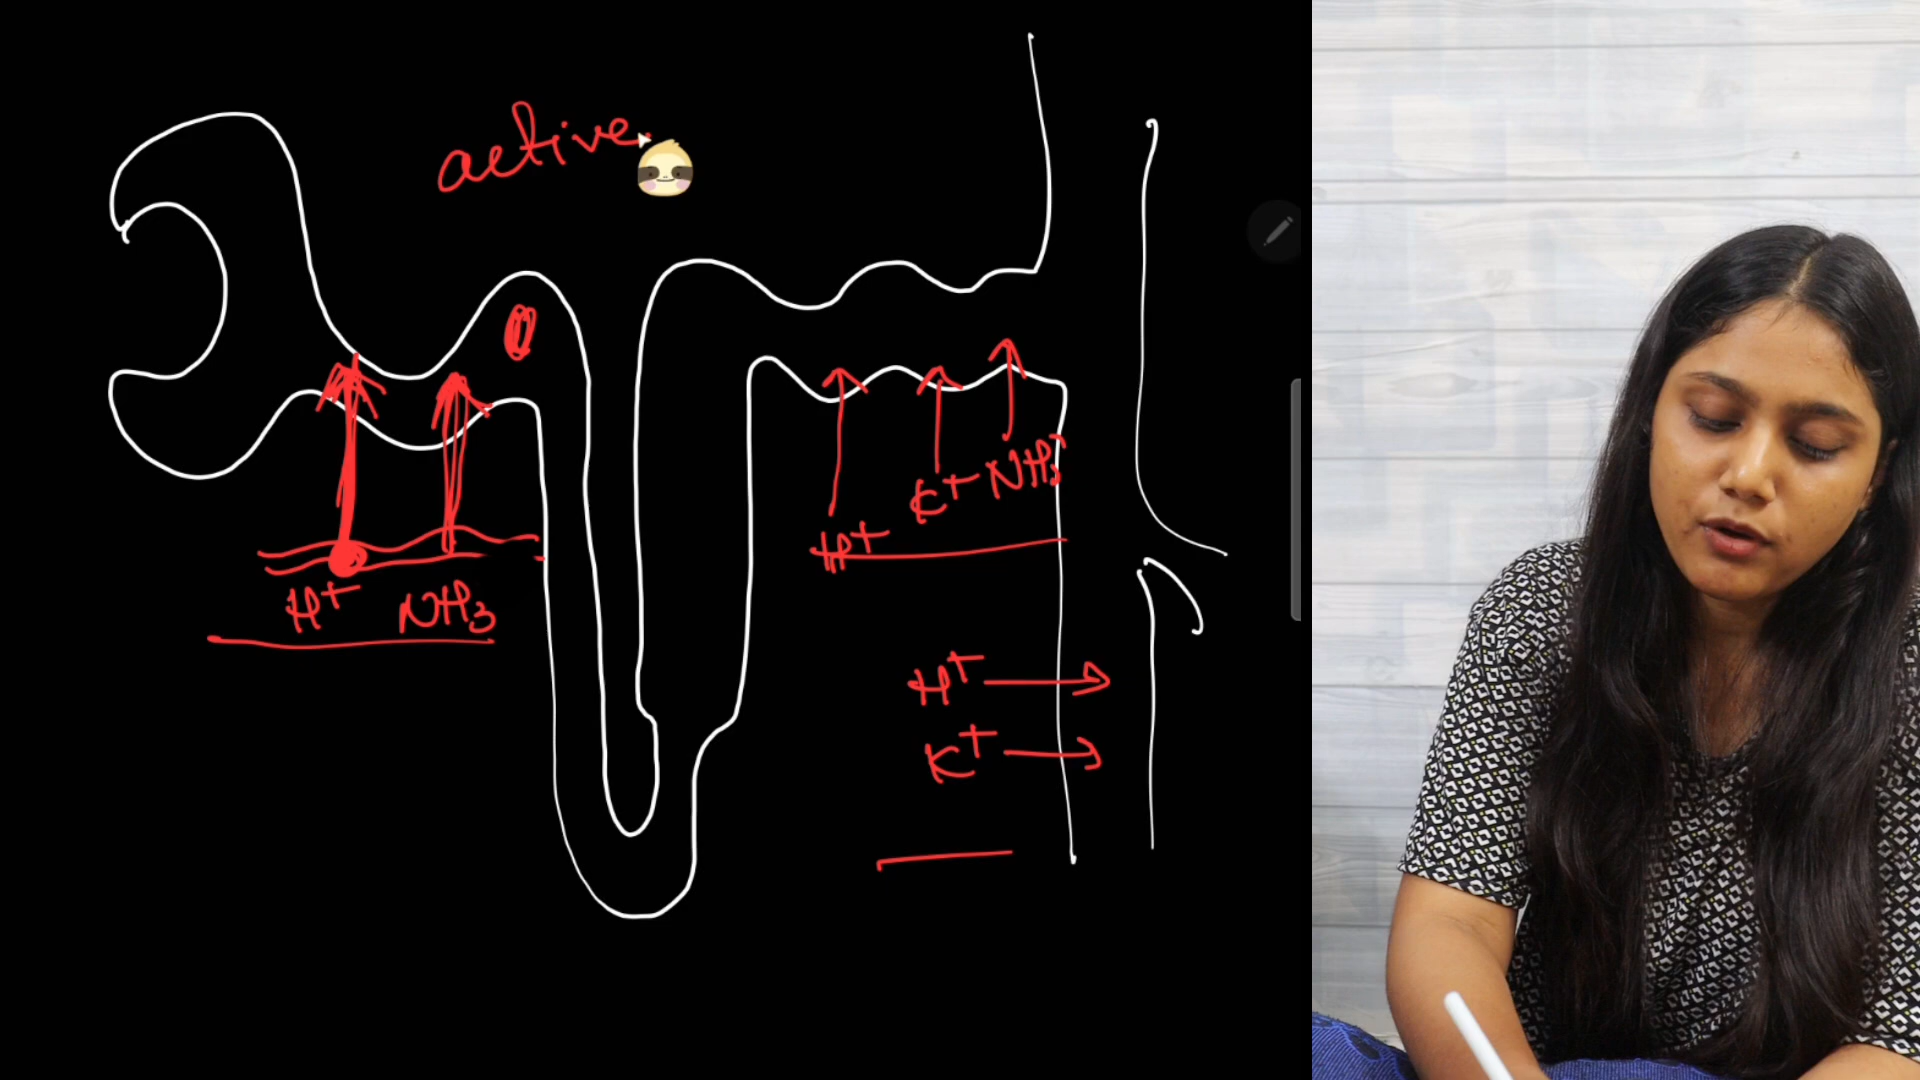 active
H+ K+ NH3
H+ NH3
H+
K+